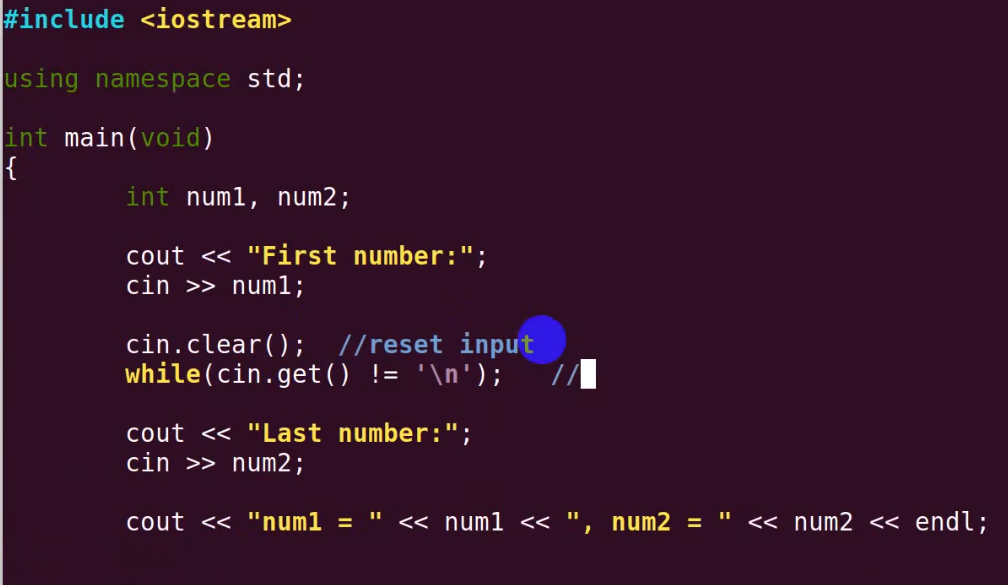 #include <iostream>
using namespace std;
int main(void)
{
int num1, num2;
cout << "First number:";
cin >> num1;
cin.clear();  //reset input
while(cin.get() != '\n');   //
cout << "Last number:";
cin >> num2;
cout << "num1 = " << num1 << ", num2 = " << num2 << endl;